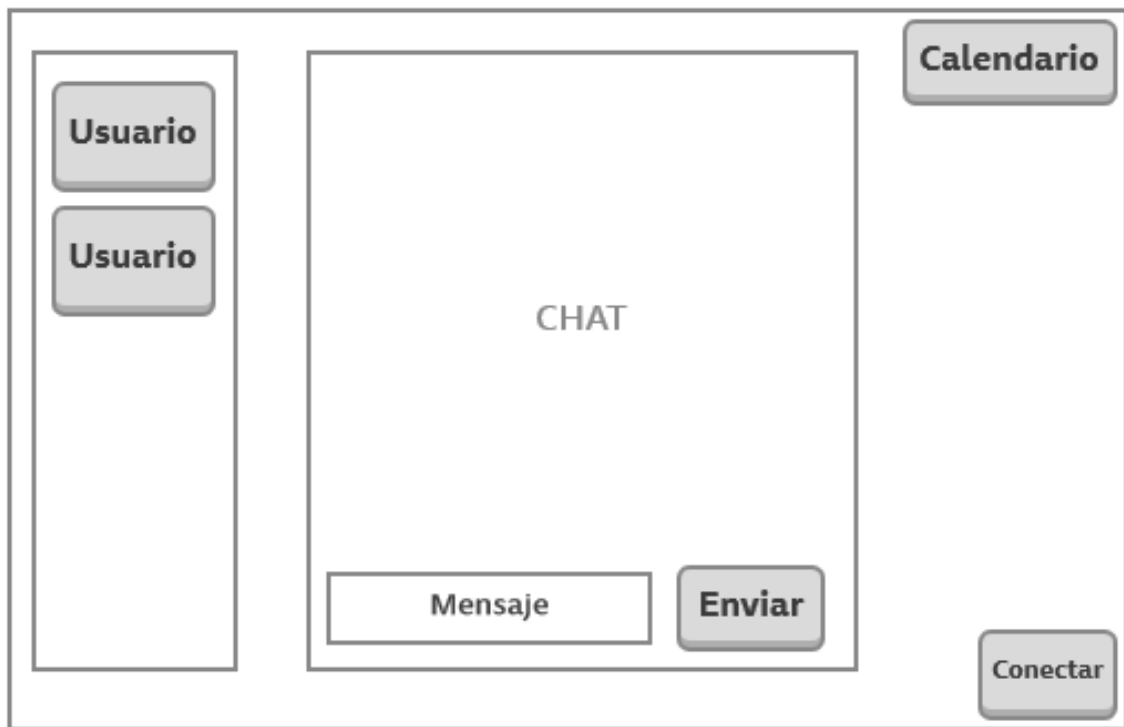 Calendario
Usuario
Usuario
CHAT
Mensaje
Enviar
Conectar